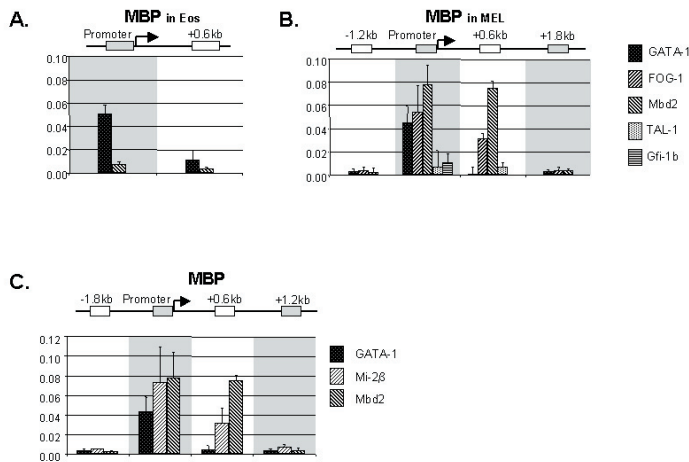 A.
MBP in Eos
Promoter
+0.6kb
0.10
0.08
0.06
0.04
0.02
0.00
B.
MBP in MEL
-1.2kb
Promoter
+0.6kb
+1.8kb
0.10
0.08
0.06
0.04
0.02
0.00
GATA-1
FOG-1
Mbd2
TAL-1
Gfi-1b
C.
MBP
-1.8kb
Promoter
+0.6kb
+1.2kb
0.12
0.10
0.08
0.06
0.04
0.02
0.00
GATA-1
Mi-2β
Mbd2